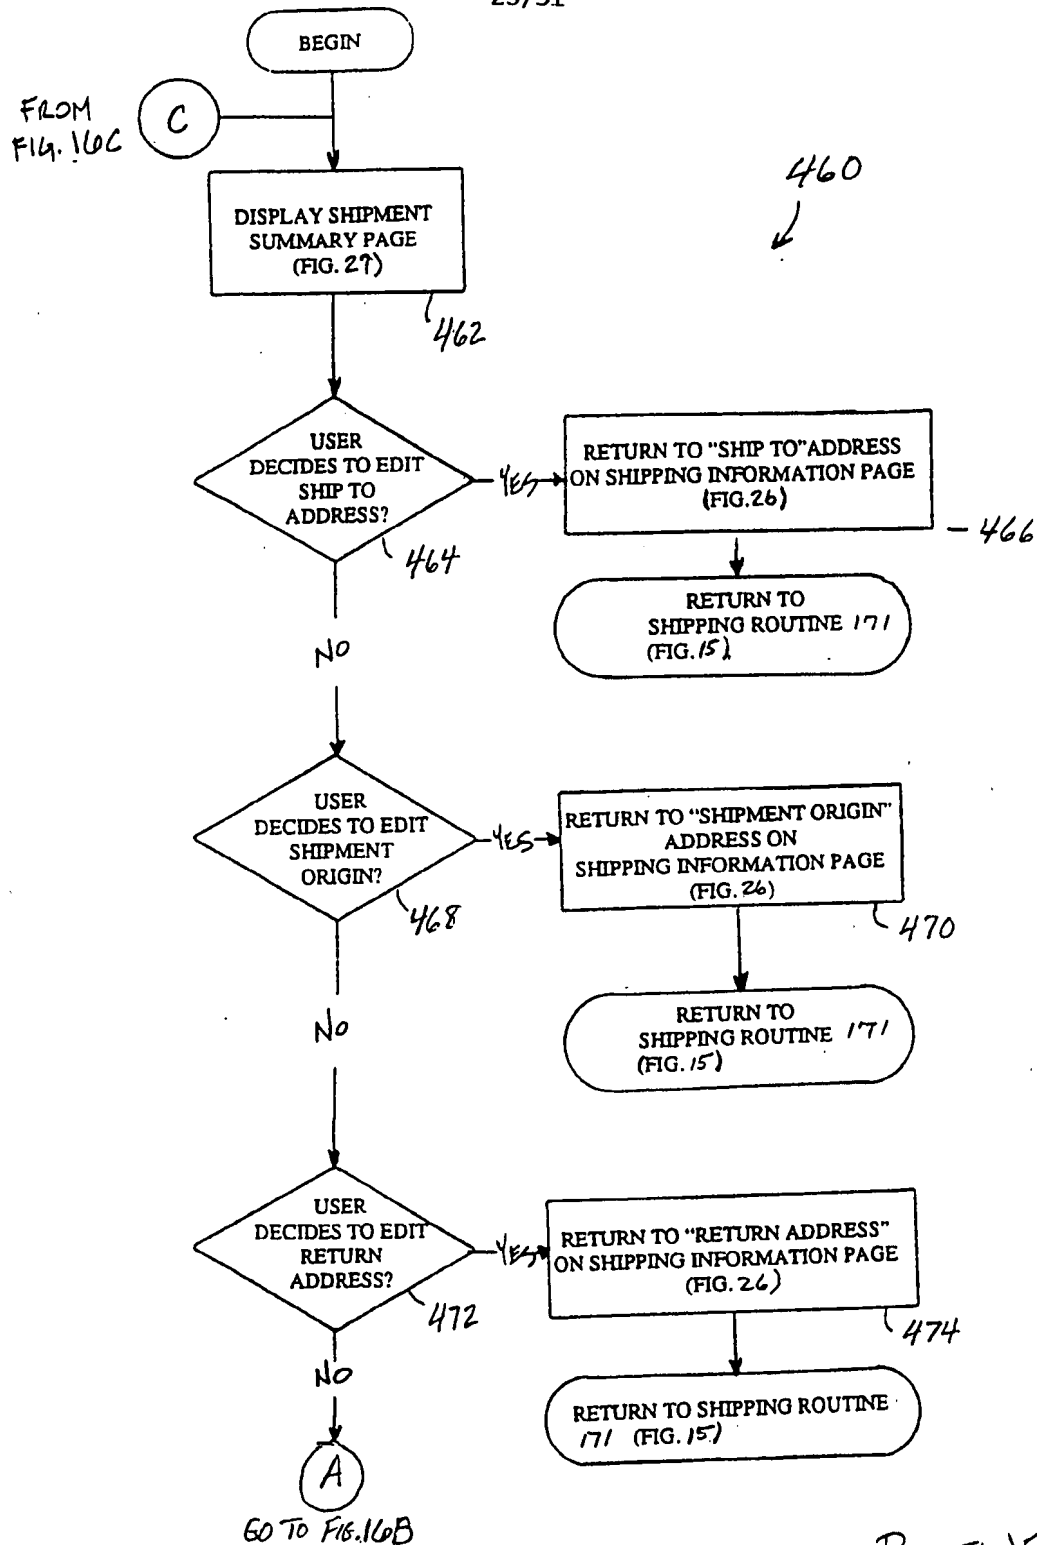 BEGIN
FROM
FIG. 16C
C
460
DISPLAY SHIPMENT
SUMMARY PAGE
(FIG. 27)
462
USER
DECIDES TO EDIT
SHIP TO
ADDRESS?
464
YES
RETURN TO "SHIP TO" ADDRESS
ON SHIPPING INFORMATION PAGE
(FIG. 26)
466
RETURN TO
SHIPPING ROUTINE 171
(FIG. 15)
NO
USER
DECIDES TO EDIT
SHIPMENT
ORIGIN?
468
YES
RETURN TO "SHIPMENT ORIGIN"
ADDRESS ON
SHIPPING INFORMATION PAGE
(FIG. 26)
470
RETURN TO
SHIPPING ROUTINE 171
(FIG. 15)
NO
USER
DECIDES TO EDIT
RETURN
ADDRESS?
472
YES
RETURN TO "RETURN ADDRESS"
ON SHIPPING INFORMATION PAGE
(FIG. 26)
474
RETURN TO SHIPPING ROUTINE
171 (FIG. 15)
NO
A
GO TO FIG. 16B